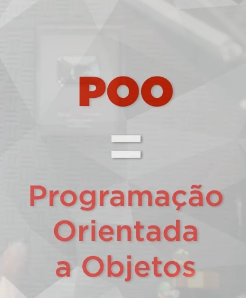 POO
=
Programação
Orientada
a Objetos